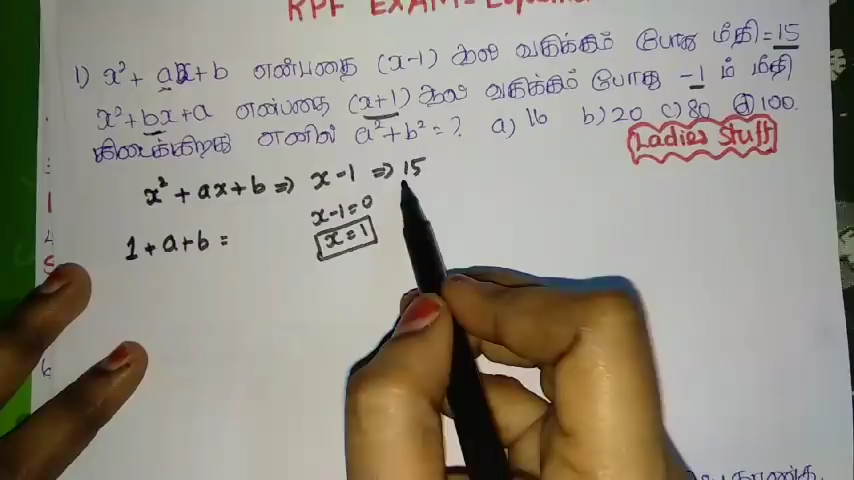 RPF EXAM
1) x² + ax + b என்பதை (x-1) ஆல் வகுக்கும் போது மீதி = 15
x² + bx + a என்பதை (x+1) ஆல் வகுக்கும் போது -1 ம் மீதி
கிடைக்கிறது எனில் a² + b² = ? a) 16 b) 20 c) 80 d) 100.
Ladies Stuff
x² + ax + b ⇒ x - 1 ⇒ 15
x - 1 = 0
1 + a + b =
x = 1